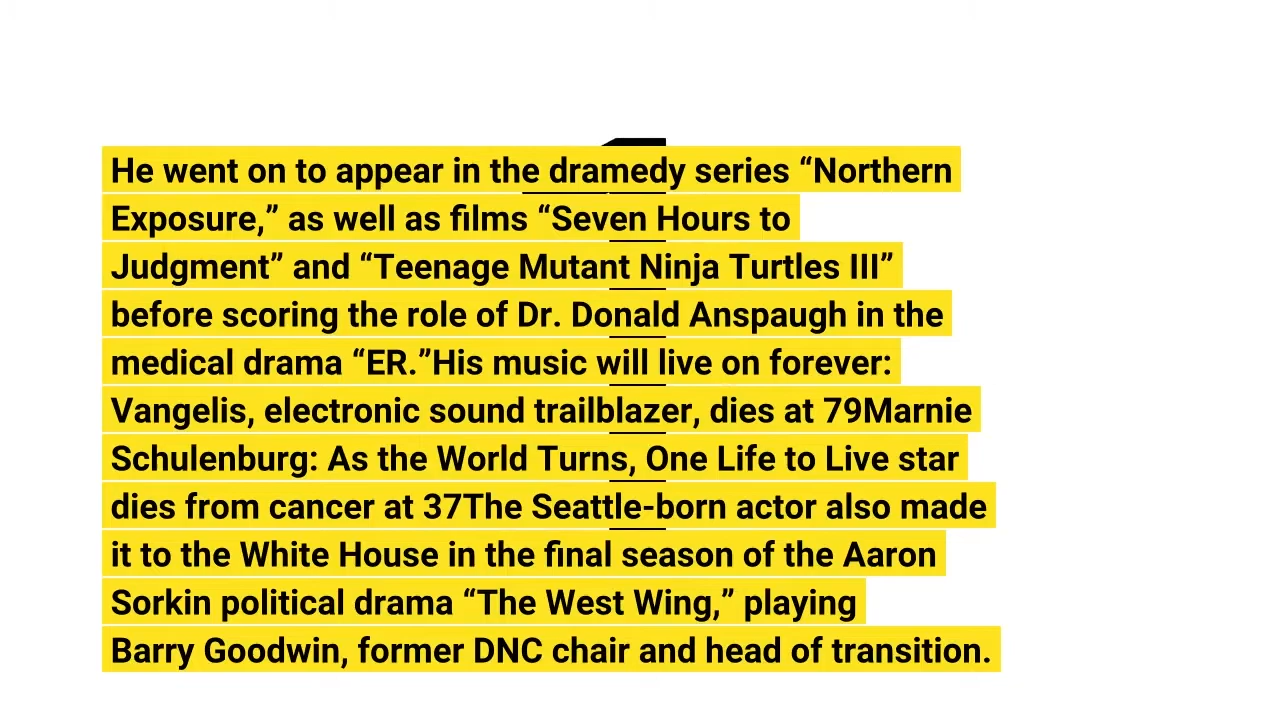 He went on to appear in the dramedy series “Northern
Exposure,” as well as films “Seven Hours to
Judgment” and “Teenage Mutant Ninja Turtles III”
before scoring the role of Dr. Donald Anspaugh in the
medical drama “ER.”His music will live on forever:
Vangelis, electronic sound trailblazer, dies at 79Marnie
Schulenburg: As the World Turns, One Life to Live star
dies from cancer at 37The Seattle-born actor also made
it to the White House in the final season of the Aaron
Sorkin political drama “The West Wing,” playing
Barry Goodwin, former DNC chair and head of transition.